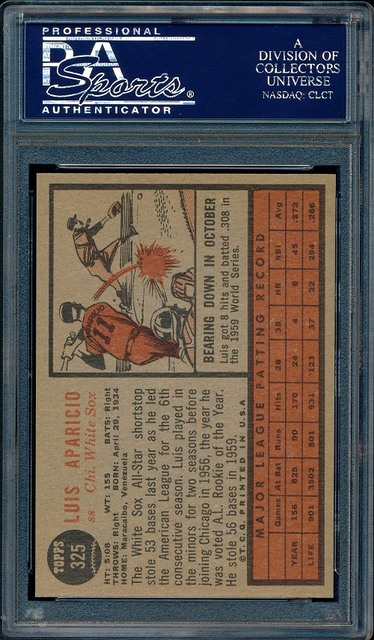 PROFESSIONAL
PSA
Sports®
AUTHENTICATOR
A
DIVISION OF
COLLECTORS
UNIVERSE
NASDAQ: CLCT
TOPPS
325
LUIS APARICIO
ss Chi. White Sox
HT: 5:08 WT: 155 BATS: Right
THROWS: Right BORN: April 29, 1934
HOME: Maracaibo, Venezuela
The White Sox All-Star shortstop
stole 53 bases last year as he led
the American League for the 6th
consecutive season. Luis played in
the minors for two seasons before
joining Chicago in 1956, the year he
was voted A.L. Rookie of the Year.
He stole 56 bases in 1959.
©T.C.G. PRINTED IN U.S.A.
APARICIO
11
BEARING DOWN IN OCTOBER
Luis got 8 hits and batted .308 in
the 1959 World Series.
MAJOR LEAGUE BATTING RECORD
Games At Bat Runs Hits 2B 3B HR RBI Avg
YEAR 156 625 90 170 24 4 6 45 .272
LIFE 901 3502 501 931 123 37 22 294 .266